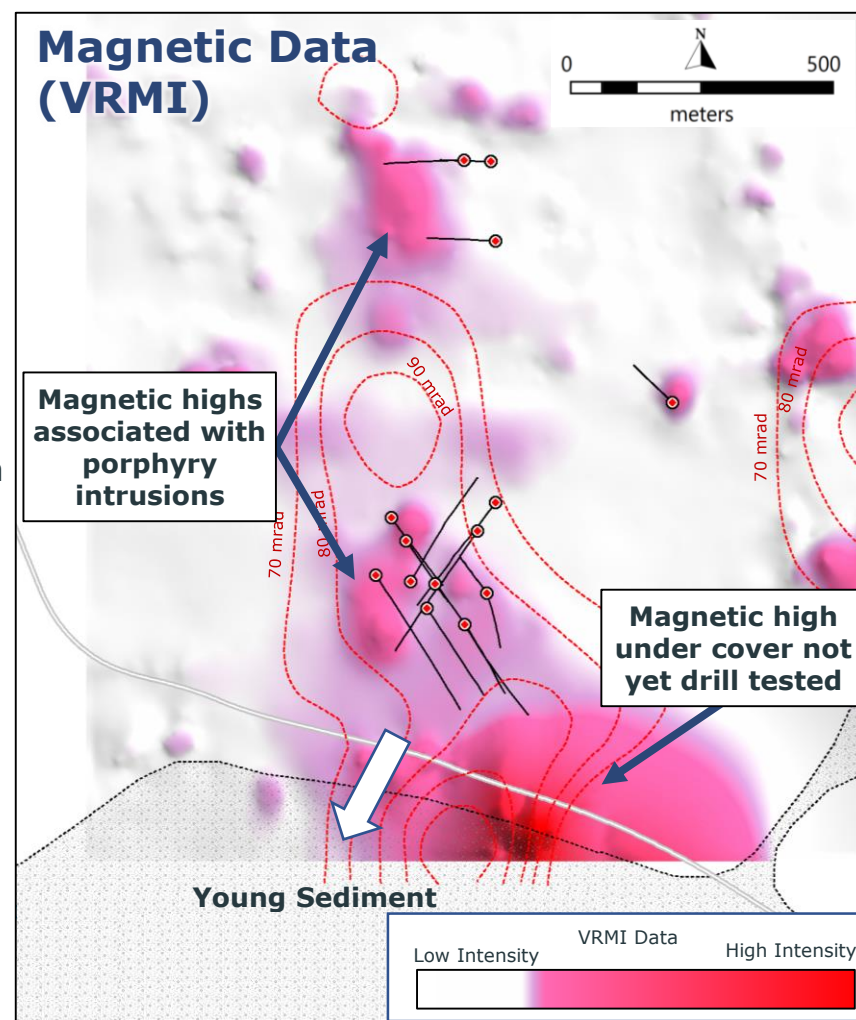 Magnetic Data
(VRMI)
N
0 500
meters
90 mrad
80 mrad
70 mrad
Magnetic highs
associated with
porphyry
intrusions
80 mrad
70 mrad
Magnetic high
under cover not
yet drill tested
Young Sediment
VRMI Data
Low Intensity High Intensity